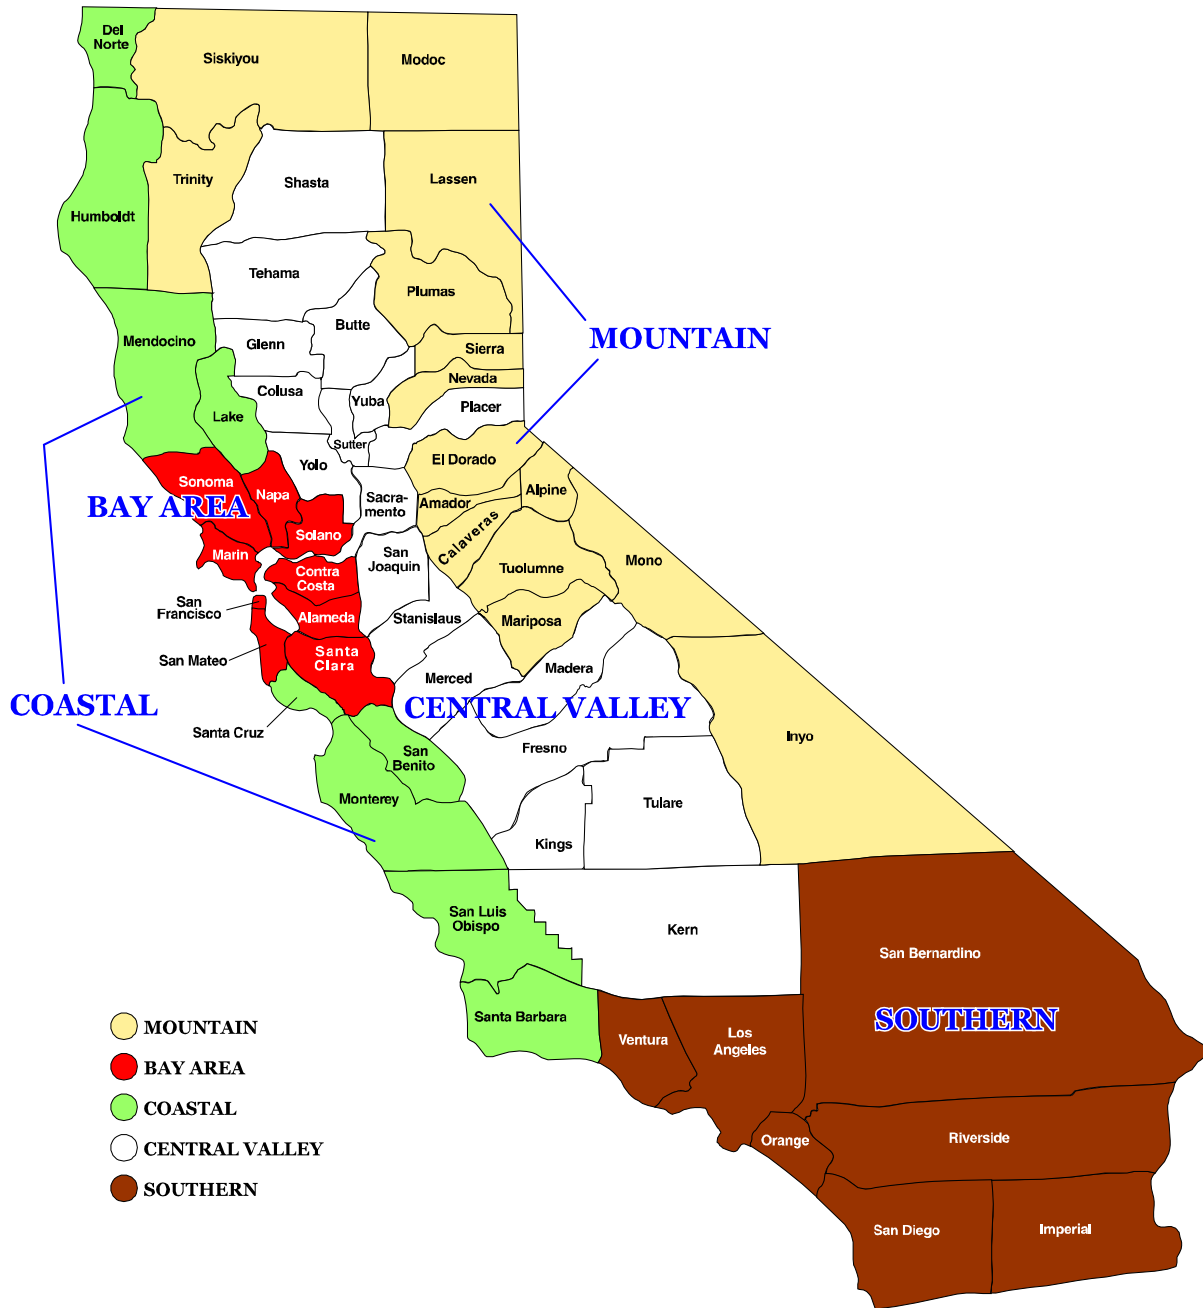 Del
Norte
Siskiyou
Modoc
Trinity
Shasta
Lassen
Humboldt
Tehama
Plumas
Butte
MOUNTAIN
Mendocino
Glenn
Sierra
Nevada
Colusa
Yuba
Placer
Lake
Sutter
El Dorado
Yolo
Sonoma
Napa
Alpine
BAY AREA
Sacra-
mento
Amador
Solano
Calaveras
Marin
San
Joaquin
Mono
Contra
Costa
Tuolumne
San
Francisco
Alameda
Stanislaus
Mariposa
San Mateo
Santa
Clara
Merced
Madera
COASTAL
CENTRAL VALLEY
Santa Cruz
San
Benito
Fresno
Inyo
Monterey
Tulare
Kings
San Luis
Obispo
Kern
San Bernardino
Santa Barbara
SOUTHERN
Ventura
Los
Angeles
Orange
Riverside
San Diego
Imperial
MOUNTAIN
BAY AREA
COASTAL
CENTRAL VALLEY
SOUTHERN